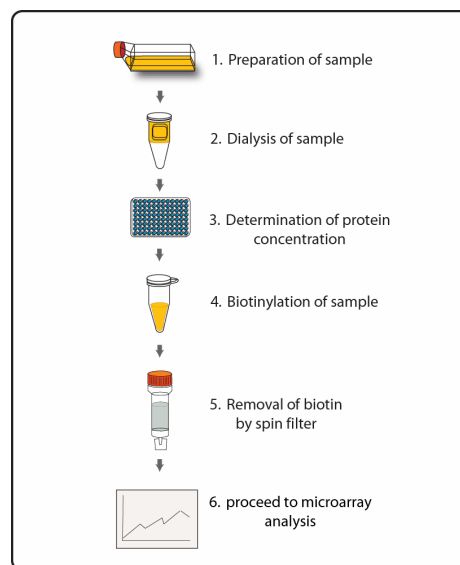 1. Preparation of sample
2. Dialysis of sample
3. Determination of protein
concentration
4. Biotinylation of sample
5. Removal of biotin
by spin filter
6. proceed to microarray
analysis